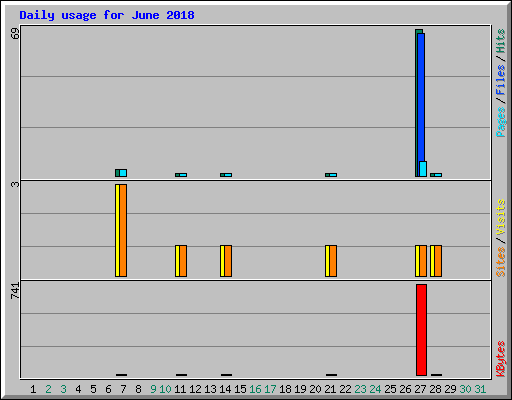 Daily usage for June 2018
69
3
741
Pages/Files/Hits
Sites/Visits
KBytes
1 2 3 4 5 6 7 8 9 10 11 12 13 14 15 16 17 18 19 20 21 22 23 24 25 26 27 28 29 30 31